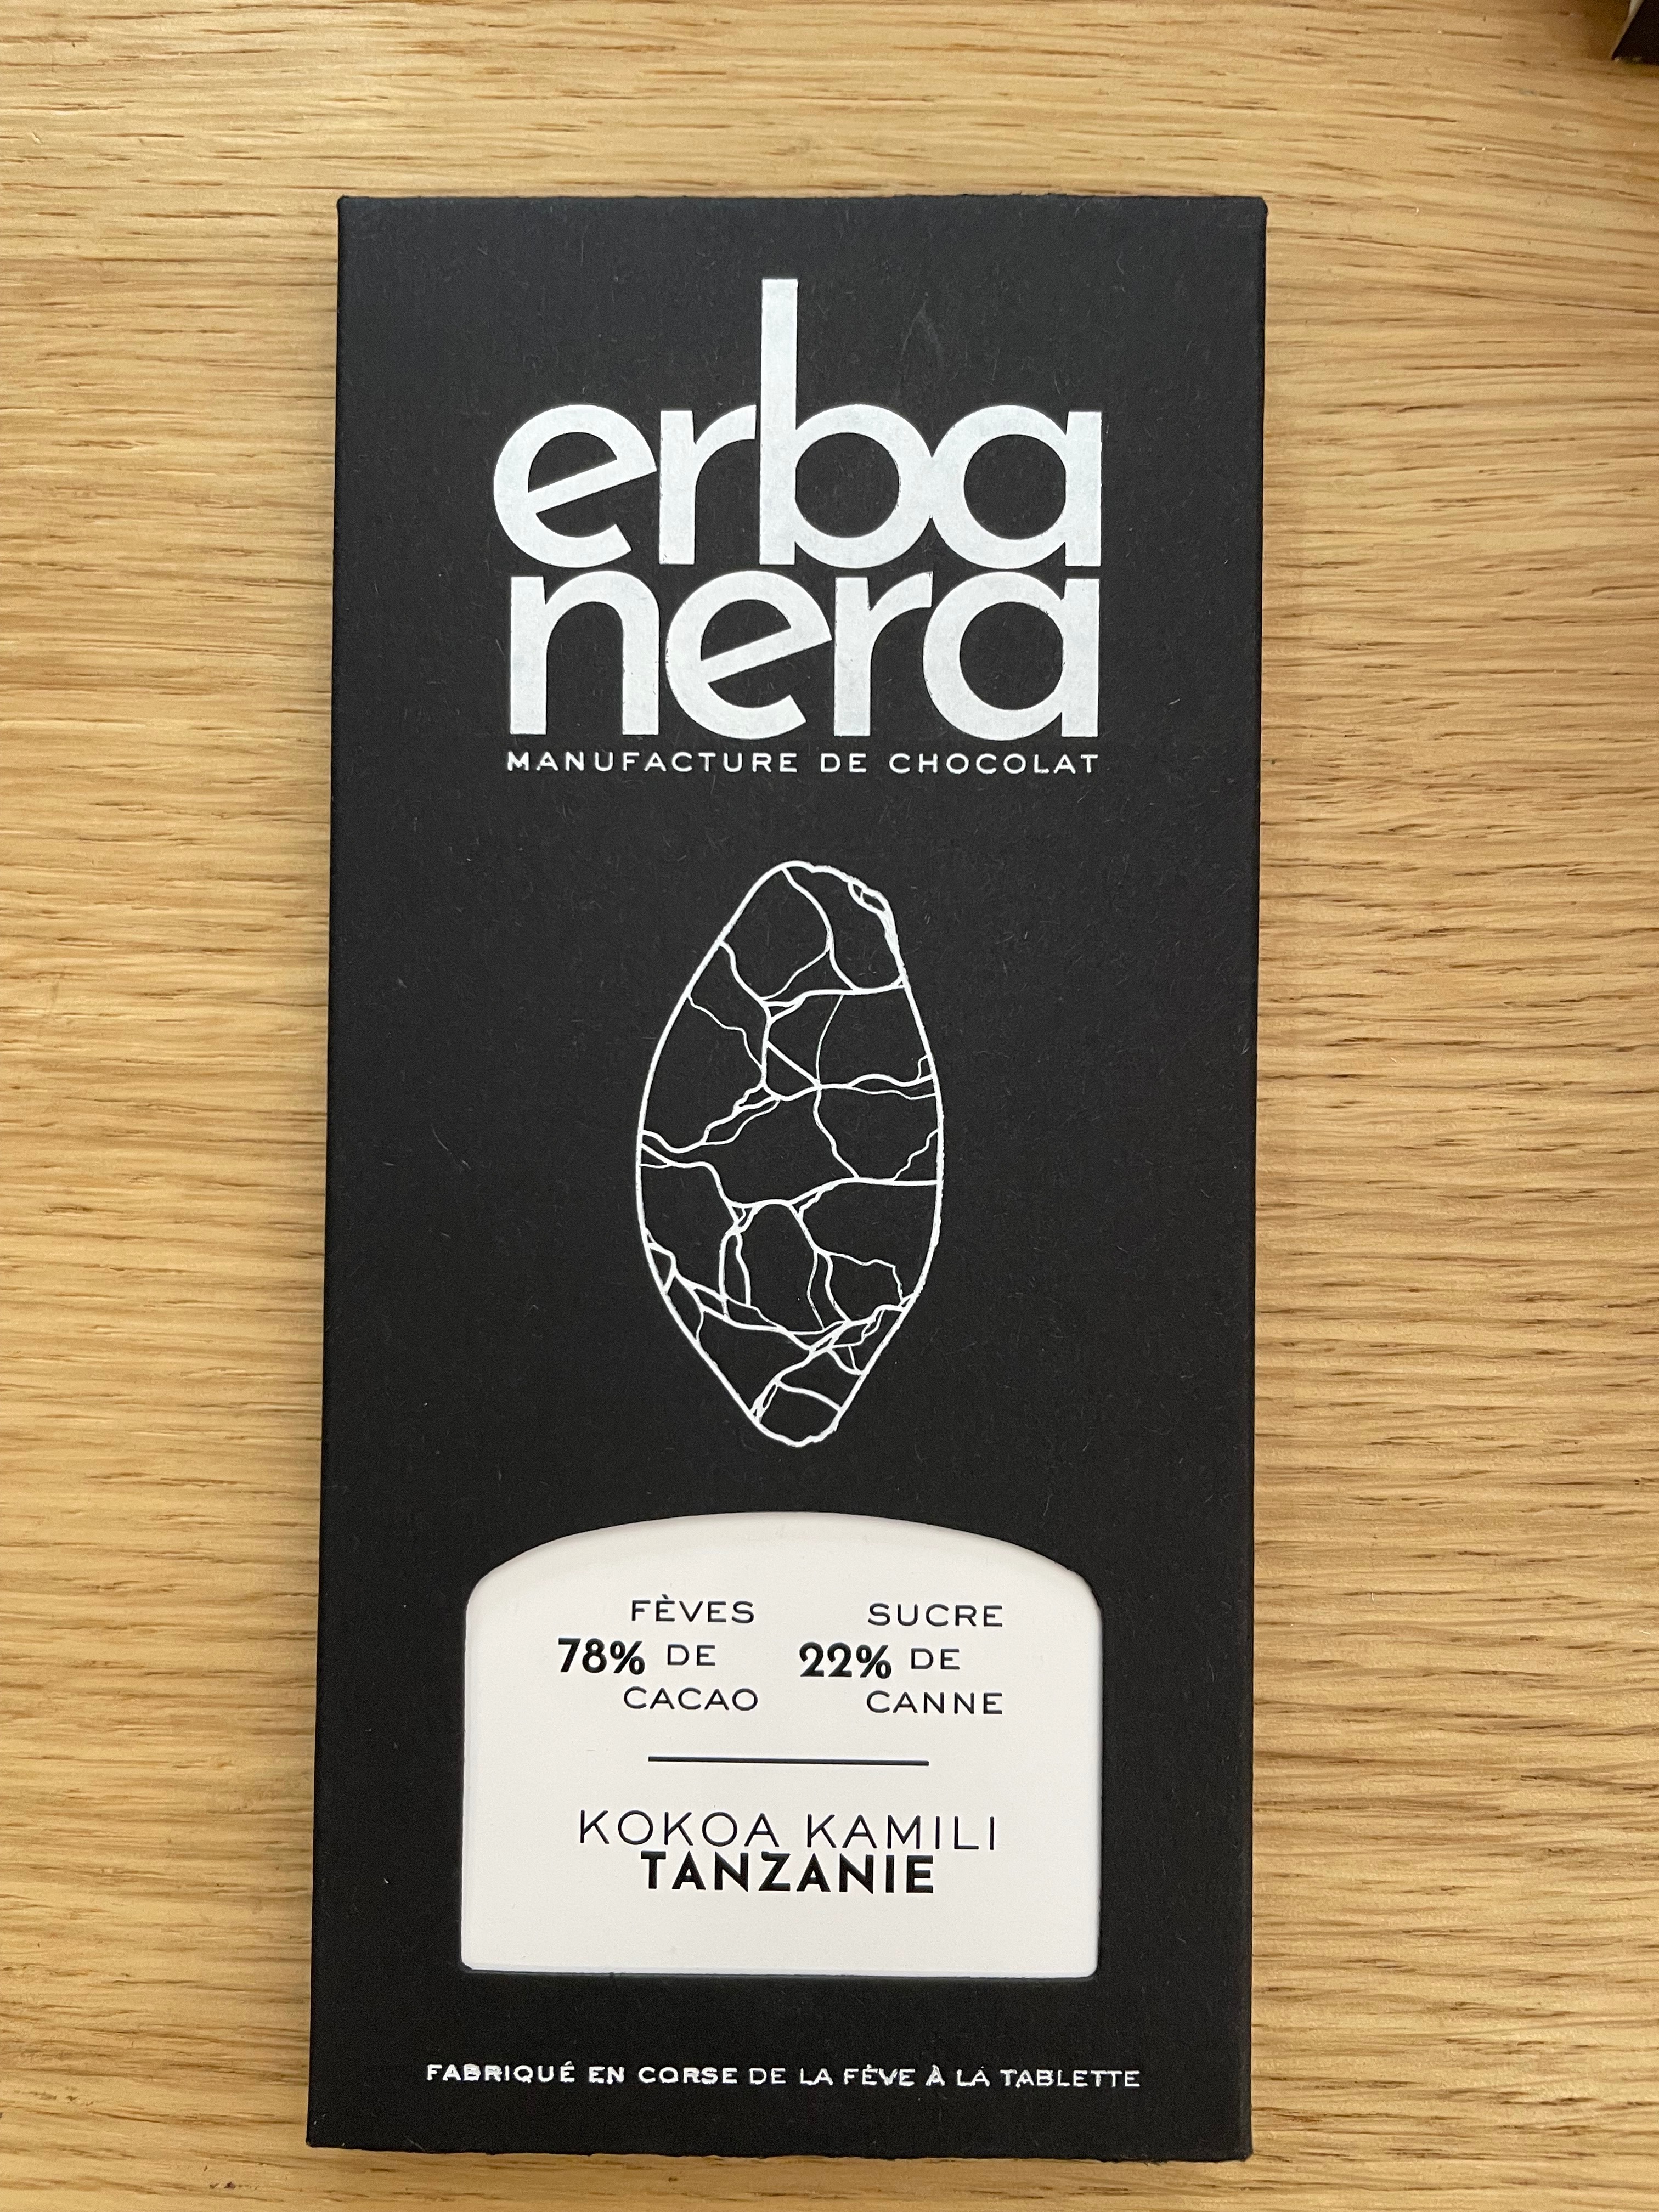 erba
nera
MANUFACTURE DE CHOCOLAT
FÈVES
78% DE
CACAO
SUCRE
22% DE
CANNE
KOKOA KAMILI
TANZANIE
FABRIQUÉ EN CORSE DE LA FÈVE À LA TABLETTE